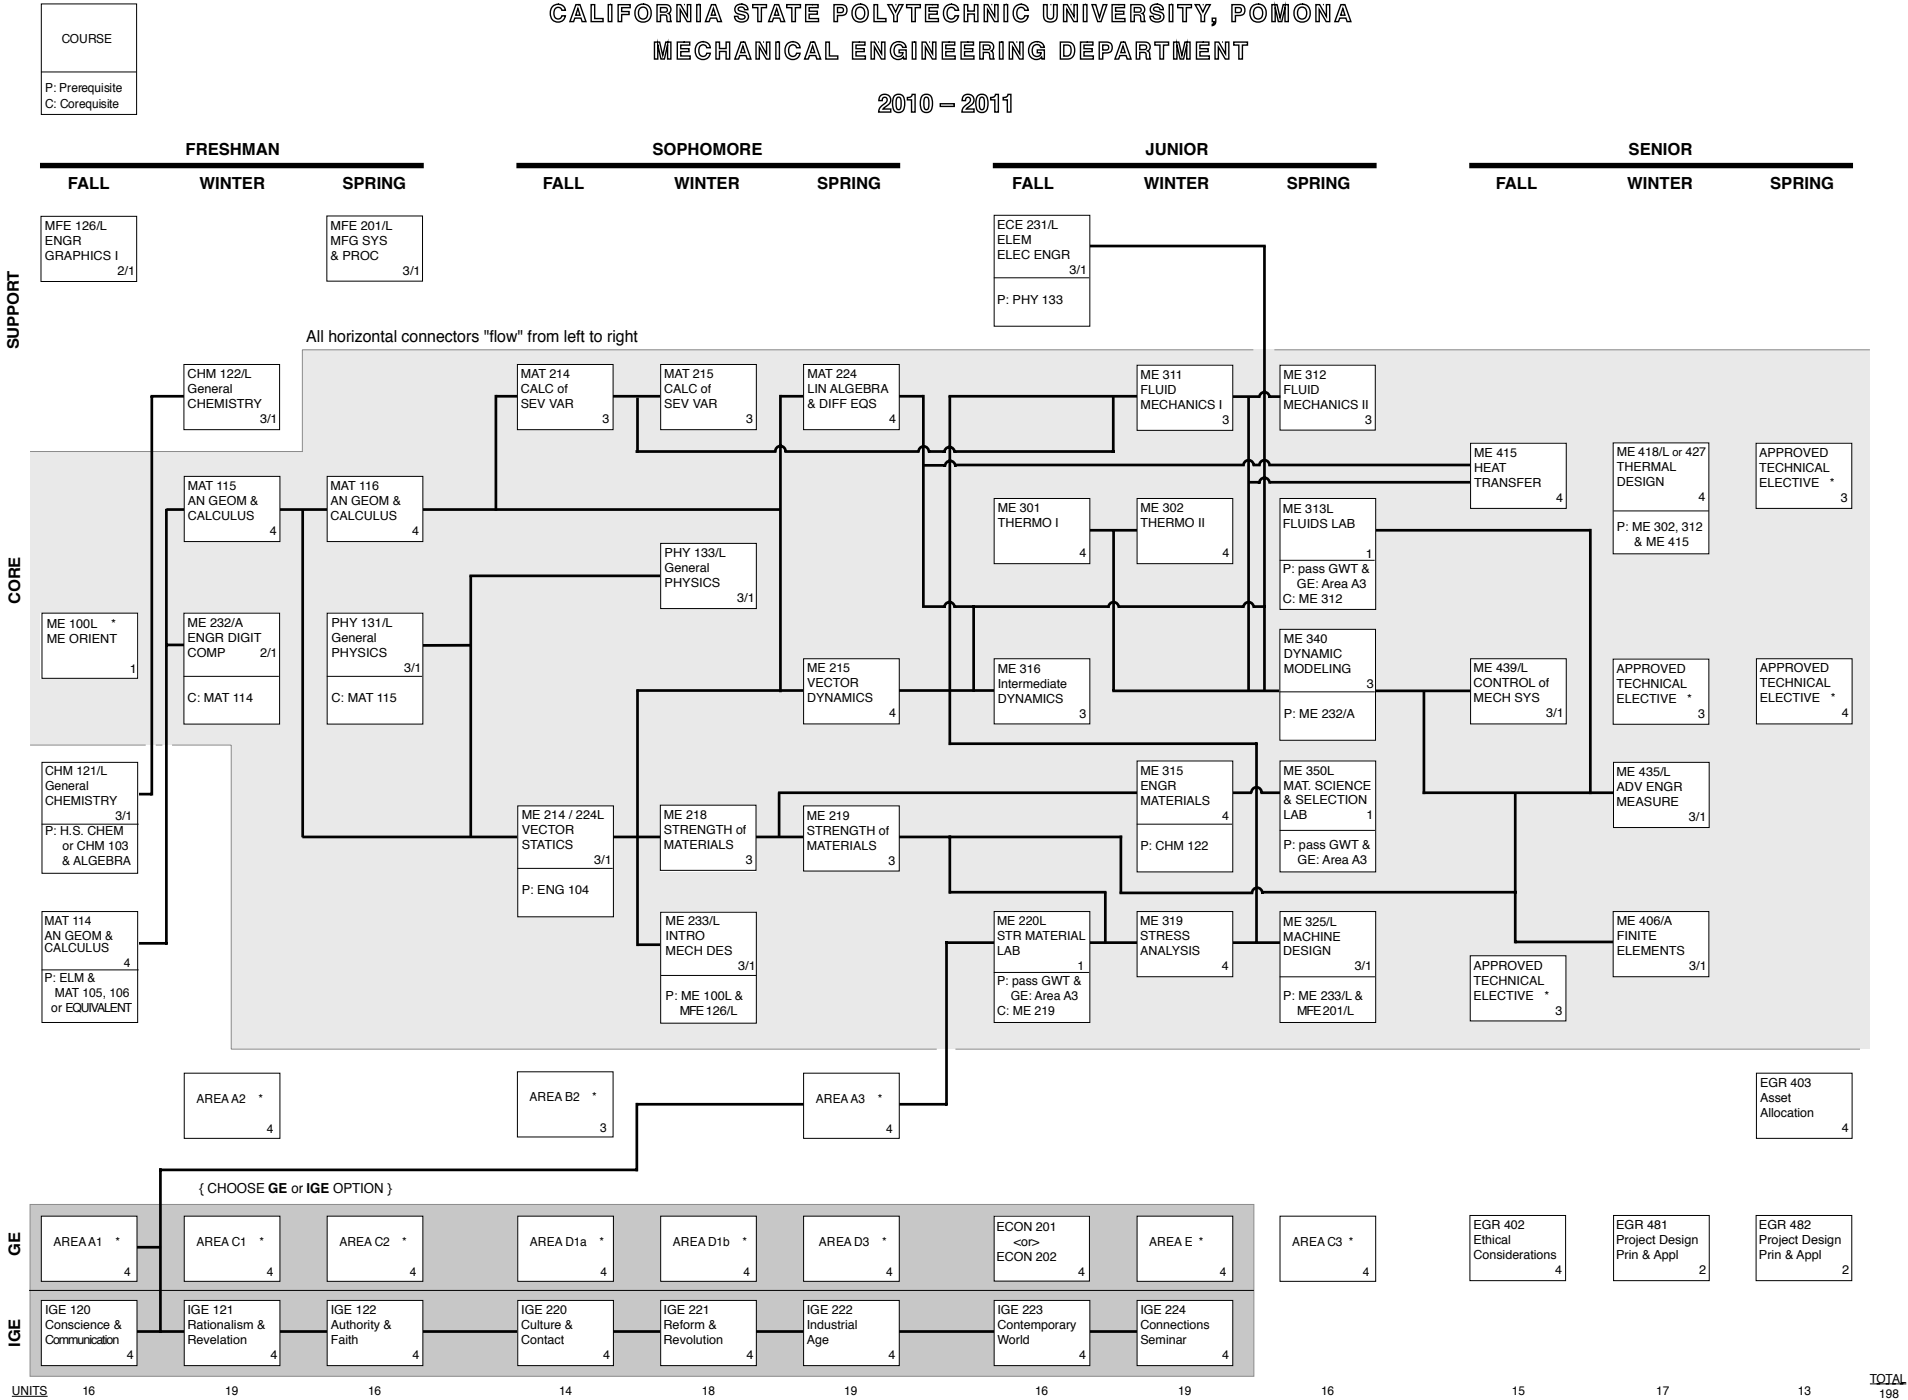 CALIFORNIA STATE POLYTECHNIC UNIVERSITY, POMONA
MECHANICAL ENGINEERING DEPARTMENT
2010 – 2011
COURSE
P: Prerequisite
C: Corequisite
FRESHMAN
SOPHOMORE
JUNIOR
SENIOR
FALL
WINTER
SPRING
FALL
WINTER
SPRING
FALL
WINTER
SPRING
FALL
WINTER
SPRING
SUPPORT
MFE 126/L
ENGR
GRAPHICS I
2/1
MFE 201/L
MFG SYS
& PROC
3/1
ECE 231/L
ELEM
ELEC ENGR
3/1
P: PHY 133
All horizontal connectors "flow" from left to right
CHM 122/L
General
CHEMISTRY
3/1
MAT 214
CALC of
SEV VAR
3
MAT 215
CALC of
SEV VAR
3
MAT 224
LIN ALGEBRA
& DIFF EQS
4
ME 311
FLUID
MECHANICS I
3
ME 312
FLUID
MECHANICS II
3
CORE
MAT 115
AN GEOM &
CALCULUS
4
MAT 116
AN GEOM &
CALCULUS
4
ME 301
THERMO I
4
ME 302
THERMO II
4
ME 313L
FLUIDS LAB
1
P: pass GWT &
GE: Area A3
C: ME 312
ME 415
HEAT
TRANSFER
4
ME 418/L or 427
THERMAL
DESIGN
4
P: ME 302, 312
& ME 415
APPROVED
TECHNICAL
ELECTIVE *
3
PHY 133/L
General
PHYSICS
3/1
ME 100L *
ME ORIENT
1
ME 232/A
ENGR DIGIT
COMP 2/1
C: MAT 114
PHY 131/L
General
PHYSICS
3/1
C: MAT 115
ME 215
VECTOR
DYNAMICS
4
ME 316
Intermediate
DYNAMICS
3
ME 340
DYNAMIC
MODELING
3
P: ME 232/A
ME 439/L
CONTROL of
MECH SYS
3/1
APPROVED
TECHNICAL
ELECTIVE *
3
APPROVED
TECHNICAL
ELECTIVE *
4
CHM 121/L
General
CHEMISTRY
3/1
P: H.S. CHEM
or CHM 103
& ALGEBRA
ME 214 / 224L
VECTOR
STATICS
3/1
P: ENG 104
ME 218
STRENGTH of
MATERIALS
3
ME 219
STRENGTH of
MATERIALS
3
ME 315
ENGR
MATERIALS
4
P: CHM 122
ME 350L
MAT. SCIENCE
& SELECTION
LAB 1
P: pass GWT &
GE: Area A3
ME 435/L
ADV ENGR
MEASURE
3/1
MAT 114
AN GEOM &
CALCULUS
4
P: ELM &
MAT 105, 106
or EQUIVALENT
ME 233/L
INTRO
MECH DES
3/1
P: ME 100L &
MFE 126/L
ME 220L
STR MATERIAL
LAB
1
P: pass GWT &
GE: Area A3
C: ME 219
ME 319
STRESS
ANALYSIS
4
ME 325/L
MACHINE
DESIGN
3/1
P: ME 233/L &
MFE201/L
APPROVED
TECHNICAL
ELECTIVE *
3
ME 406/A
FINITE
ELEMENTS
3/1
AREA A2 *
4
AREA B2 *
3
AREA A3 *
4
EGR 403
Asset
Allocation
4
{ CHOOSE GE or IGE OPTION }
GE
AREA A1 *
4
AREA C1 *
4
AREA C2 *
4
AREA D1a *
4
AREA D1b *
4
AREA D3 *
4
ECON 201
<or>
ECON 202
4
AREA E *
4
AREA C3 *
4
EGR 402
Ethical
Considerations
4
EGR 481
Project Design
Prin & Appl
2
EGR 482
Project Design
Prin & Appl
2
IGE
IGE 120
Conscience &
Communication
4
IGE 121
Rationalism &
Revelation
4
IGE 122
Authority &
Faith
4
IGE 220
Culture &
Contact
4
IGE 221
Reform &
Revolution
4
IGE 222
Industrial
Age
4
IGE 223
Contemporary
World
4
IGE 224
Connections
Seminar
4
UNITS 16 19 16 14 18 19 16 19 16 15 17 13
TOTAL
198